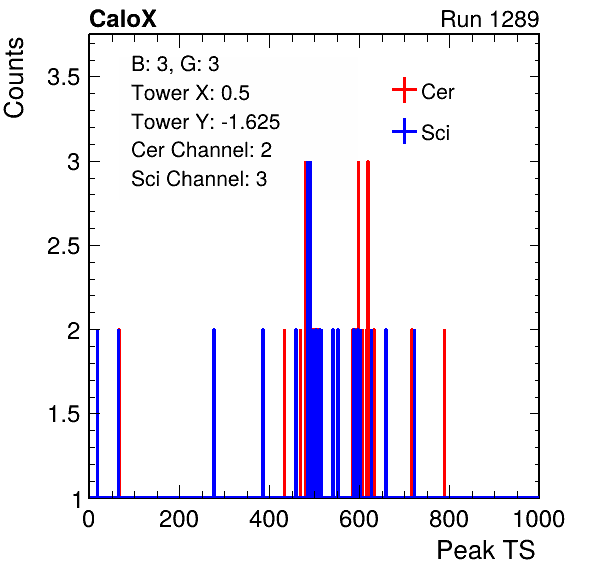 CaloX Run 1289
Counts
B: 3, G: 3
Tower X: 0.5
Tower Y: -1.625
Cer Channel: 2
Sci Channel: 3
Cer
Sci
3.5
3
2.5
2
1.5
1
0 200 400 600 800 1000
Peak TS